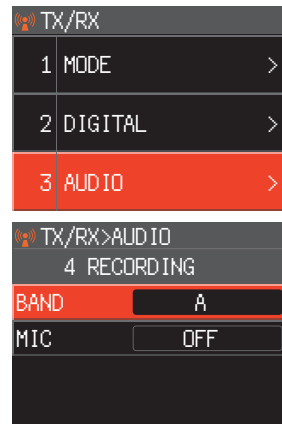 TX/RX
1 MODE >
2 DIGITAL >
3 AUDIO >
TX/RX>AUDIO
4 RECORDING
BAND A
MIC OFF